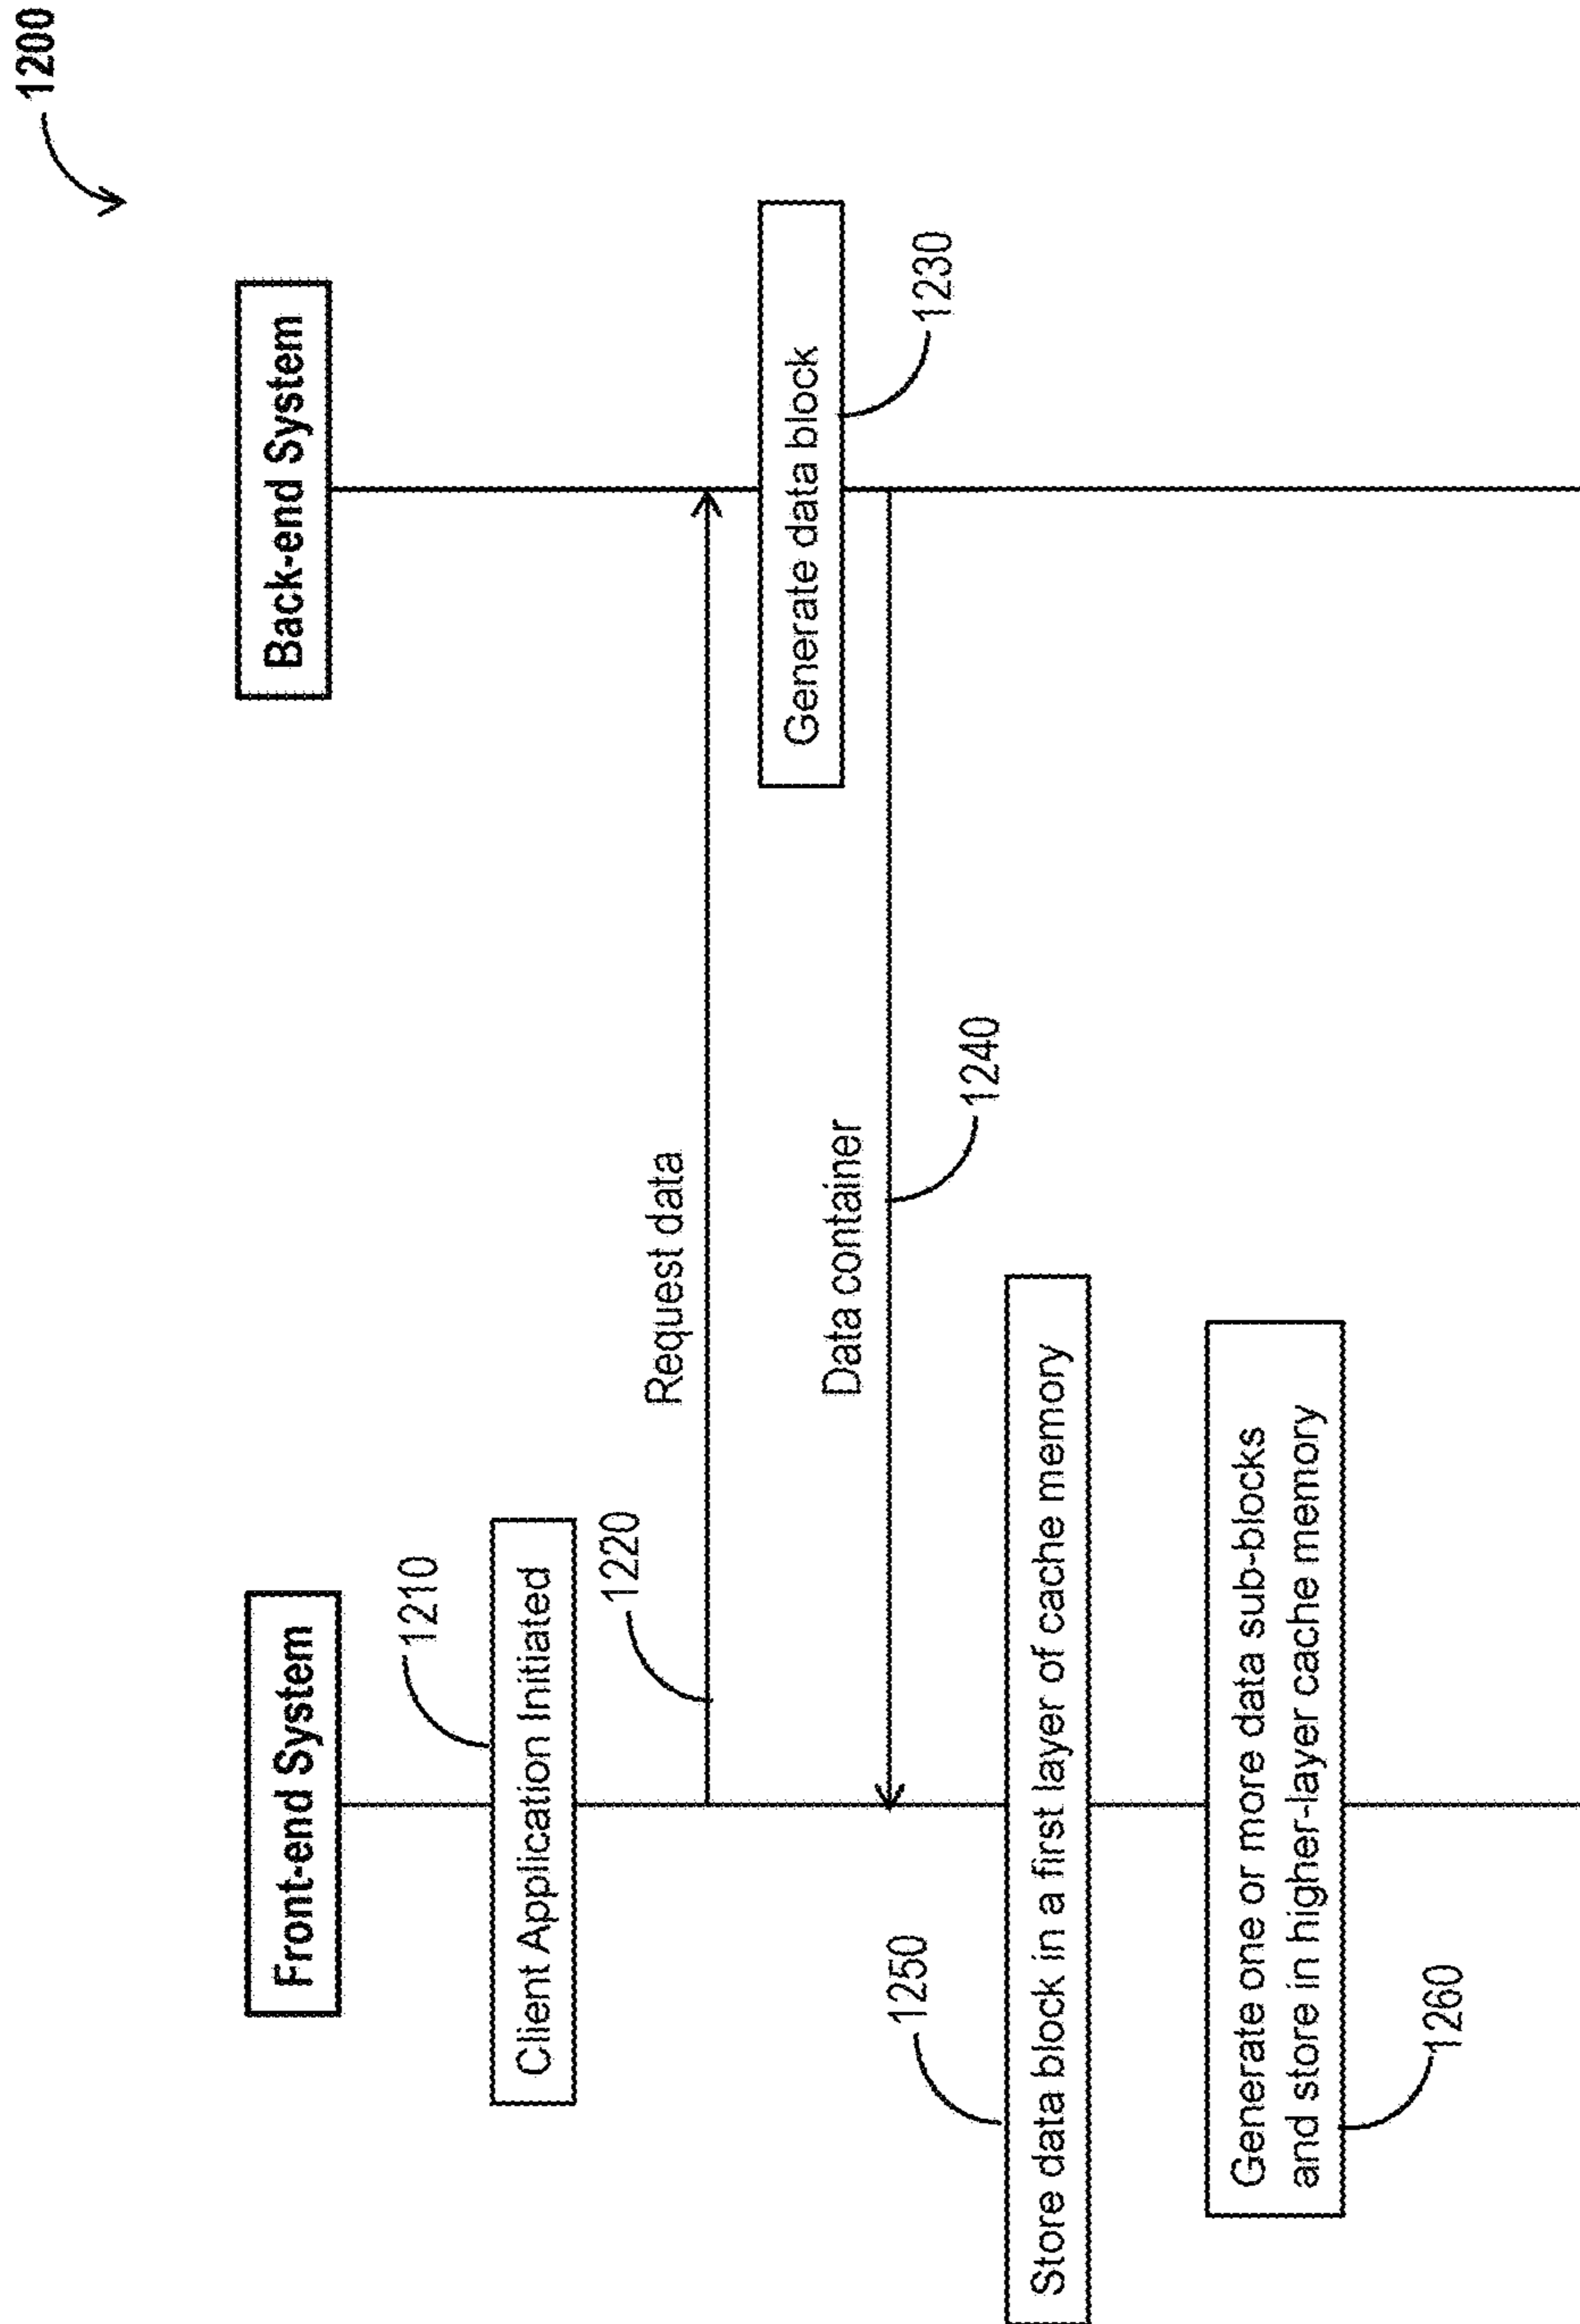 1200
Front-end System
Back-end System
1210
Client Application Initiated
1220
Request data
Generate data block
1230
Data container
1240
1250
Store data block in a first layer of cache memory
Generate one or more data sub-blocks
and store in higher-layer cache memory
1260